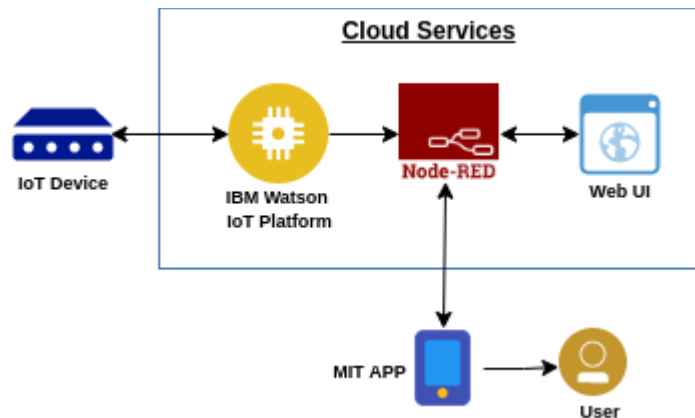 Cloud Services
IoT Device
IBM Watson
IoT Platform
Node-RED
Web UI
MIT APP
User